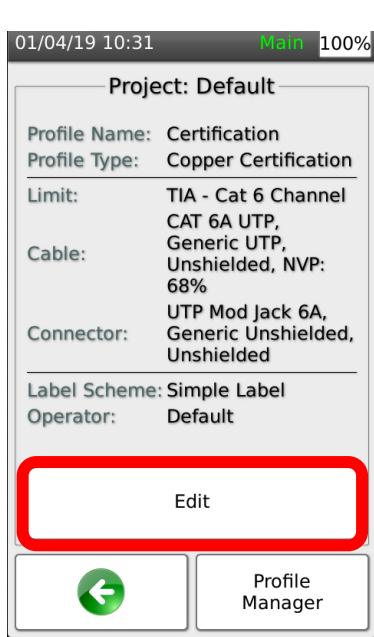 01/04/19 10:31 Main 100%
Project: Default
Profile Name: Certification
Profile Type: Copper Certification
Limit: TIA - Cat 6 Channel
Cable: CAT 6A UTP,
Generic UTP,
Unshielded, NVP:
68%
Connector: UTP Mod Jack 6A,
Generic Unshielded,
Unshielded
Label Scheme: Simple Label
Operator: Default
Edit
Profile
Manager